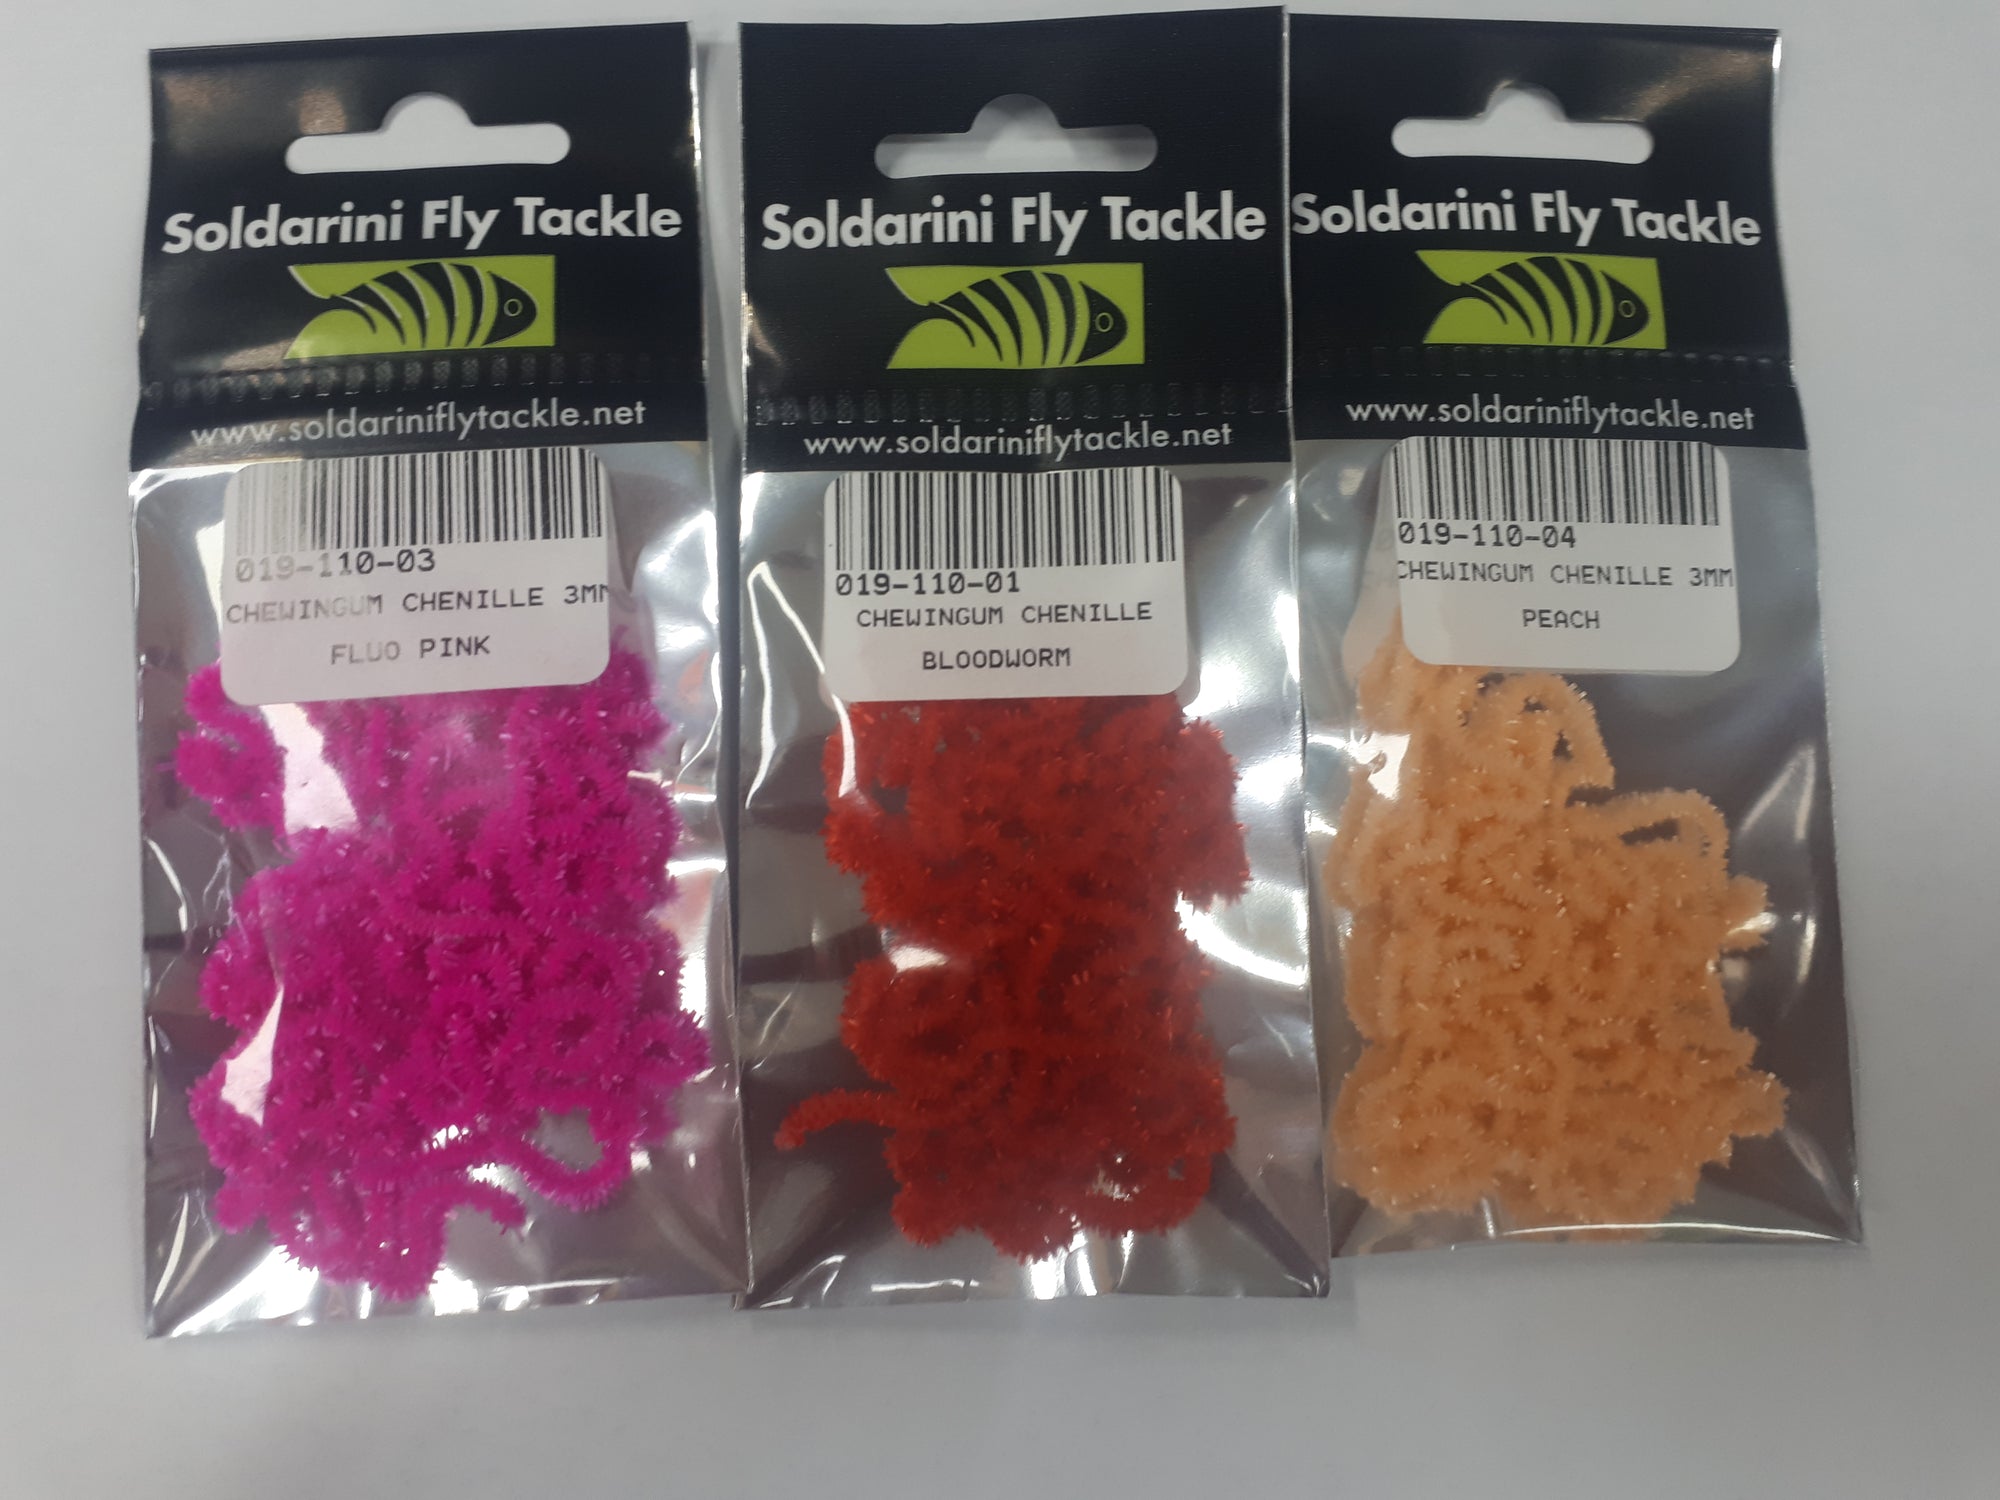 Soldarini Fly Tackle
www.soldariniflytackle.net
019-110-03
CHEWINGUM CHENILLE 3MM
FLUO PINK
Soldarini Fly Tackle
www.soldariniflytackle.net
019-110-01
CHEWINGUM CHENILLE
BLOODWORM
Soldarini Fly Tackle
www.soldariniflytackle.net
019-110-04
CHEWINGUM CHENILLE 3MM
PEACH